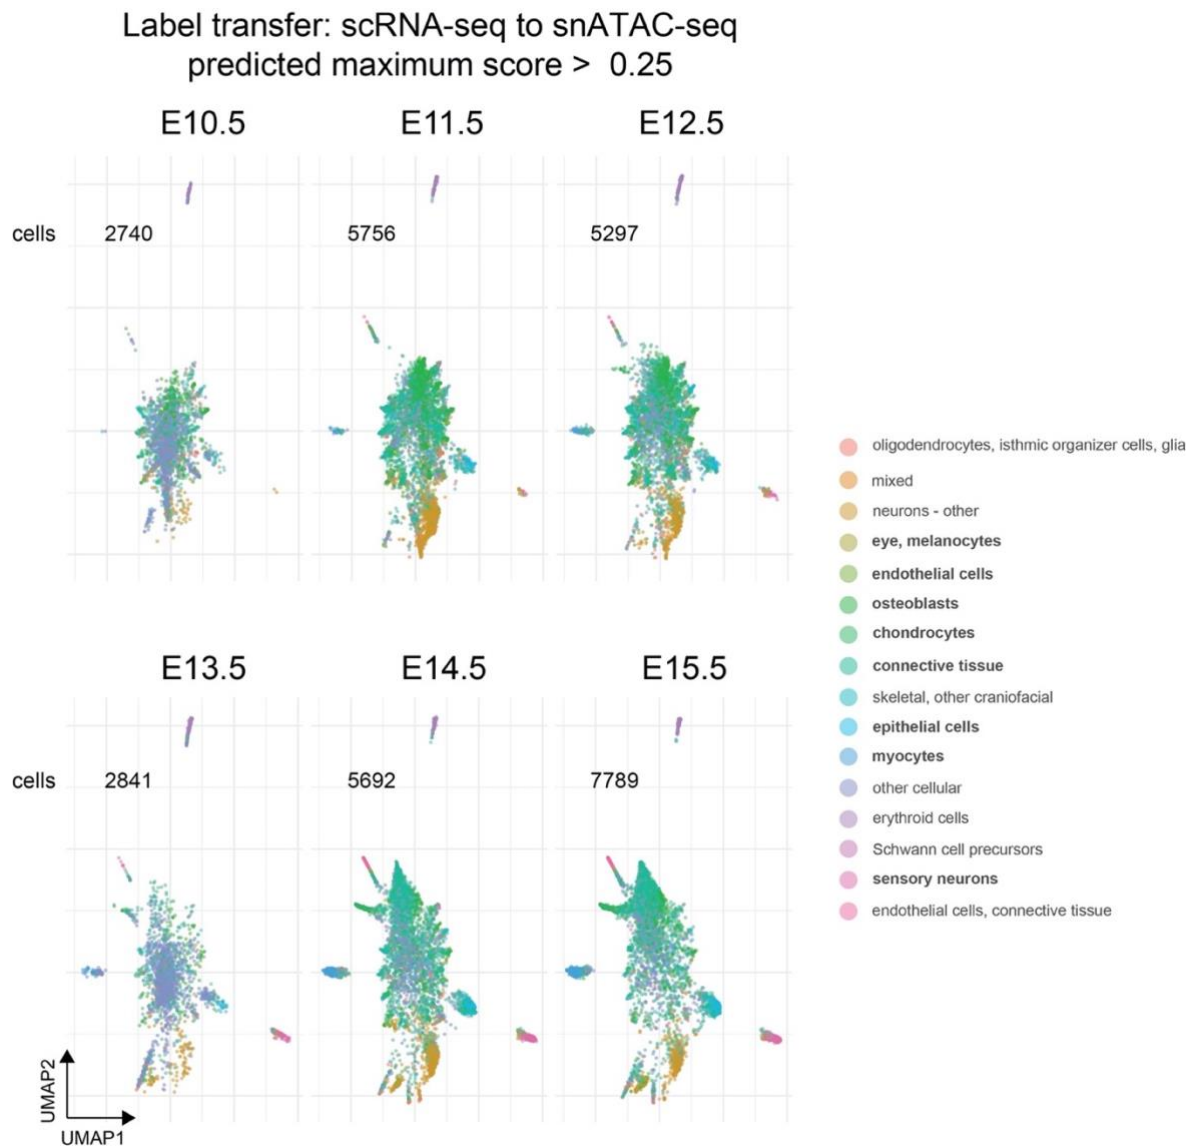 Label transfer: scRNA-seq to snATAC-seq
predicted maximum score > 0.25
E10.5 E11.5 E12.5
cells 2740 5756 5297
E13.5 E14.5 E15.5
cells 2841 5692 7789
UMAP2
UMAP1
oligodendrocytes, isthmic organizer cells, glia
mixed
neurons - other
eye, melanocytes
endothelial cells
osteoblasts
chondrocytes
connective tissue
skeletal, other craniofacial
epithelial cells
myocytes
other cellular
erythroid cells
Schwann cell precursors
sensory neurons
endothelial cells, connective tissue